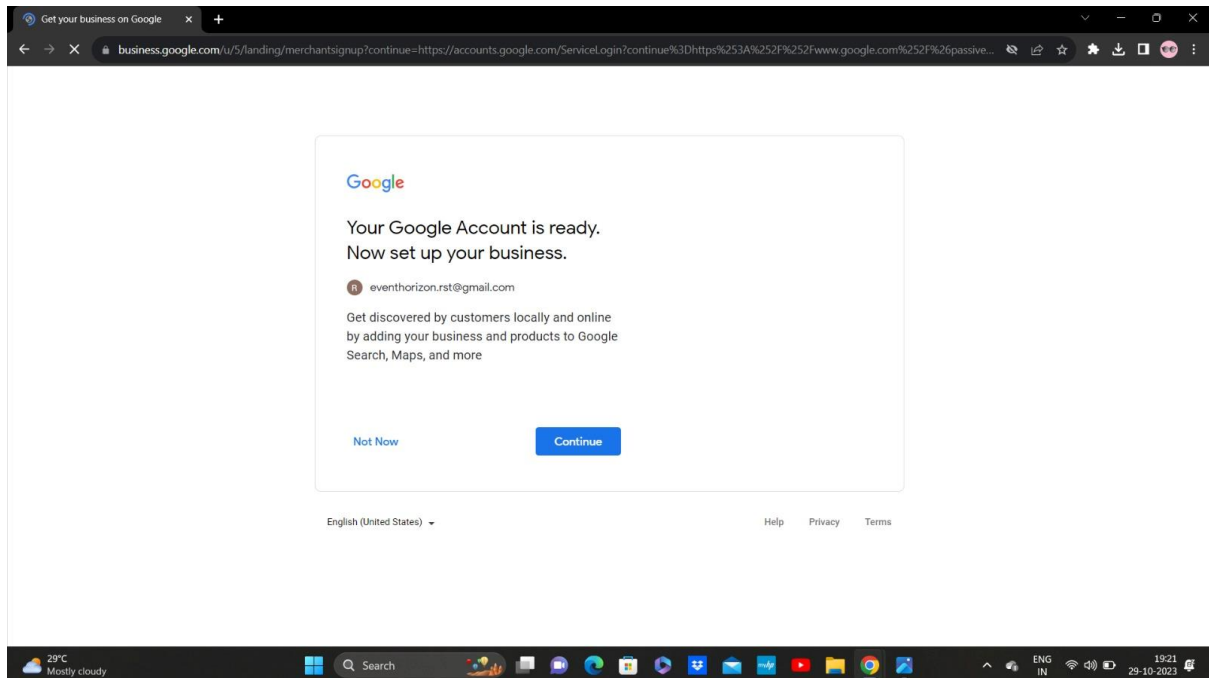 Get your business on Google
business.google.com/u/5/landing/merchantsignup?continue=https://accounts.google.com/ServiceLogin?continue%3Dhttps%253A%252F%252Fwww.google.com%252F%26passive...
Google
Your Google Account is ready.
Now set up your business.
R eventhorizon.rst@gmail.com
Get discovered by customers locally and online
by adding your business and products to Google
Search, Maps, and more
Not Now Continue
English (United States) Help Privacy Terms
29°C
Mostly cloudy
Search
ENG
IN
19:21
29-10-2023